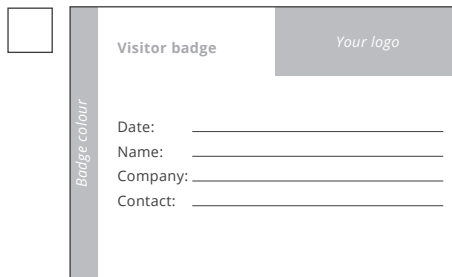 Visitor badge
Your logo
Badge colour
Date:
Name:
Company:
Contact: